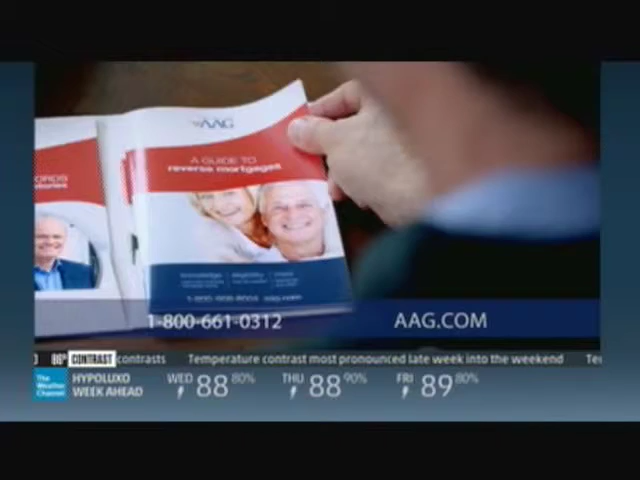 AAG
A GUIDE TO
reverse mortgages
1-800-661-0312
AAG.COM
86° CONTRAST contrasts Temperature contrast most pronounced late week into the weekend
The
Weather
Channel
HYPOLUXO
WEEK AHEAD
WED 88 80%
THU 88 90%
FRI 89 80%